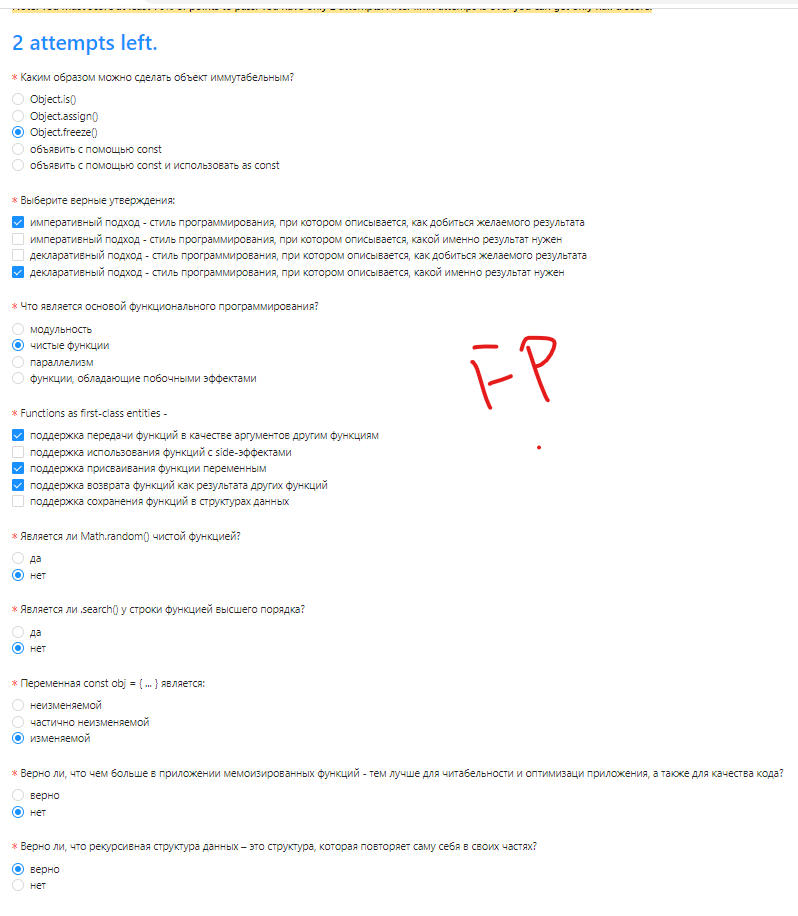 2 attempts left.
* Каким образом можно сделать объект иммутабельным?
Object.is()
Object.assign()
Object.freeze()
объявить с помощью const
объявить с помощью const и использовать as const
* Выберите верные утверждения:
императивный подход - стиль программирования, при котором описывается, как добиться желаемого результата
императивный подход - стиль программирования, при котором описывается, какой именно результат нужен
декларативный подход - стиль программирования, при котором описывается, как добиться желаемого результата
декларативный подход - стиль программирования, при котором описывается, какой именно результат нужен
* Что является основой функционального программирования?
модульность
чистые функции
параллелизм
функции, обладающие побочными эффектами
FP
* Functions as first-class entities -
поддержка передачи функций в качестве аргументов другим функциям
поддержка использования функций с side-эффектами
поддержка присваивания функции переменным
поддержка возврата функций как результата других функций
поддержка сохранения функций в структурах данных
* Является ли Math.random() чистой функцией?
да
нет
* Является ли .search() у строки функцией высшего порядка?
да
нет
* Переменная const obj = { ... } является:
неизменяемой
частично неизменяемой
изменяемой
* Верно ли, что чем больше в приложении мемоизированных функций - тем лучше для читабельности и оптимизаци приложения, а также для качества кода?
верно
нет
* Верно ли, что рекурсивная структура данных – это структура, которая повторяет саму себя в своих частях?
верно
нет